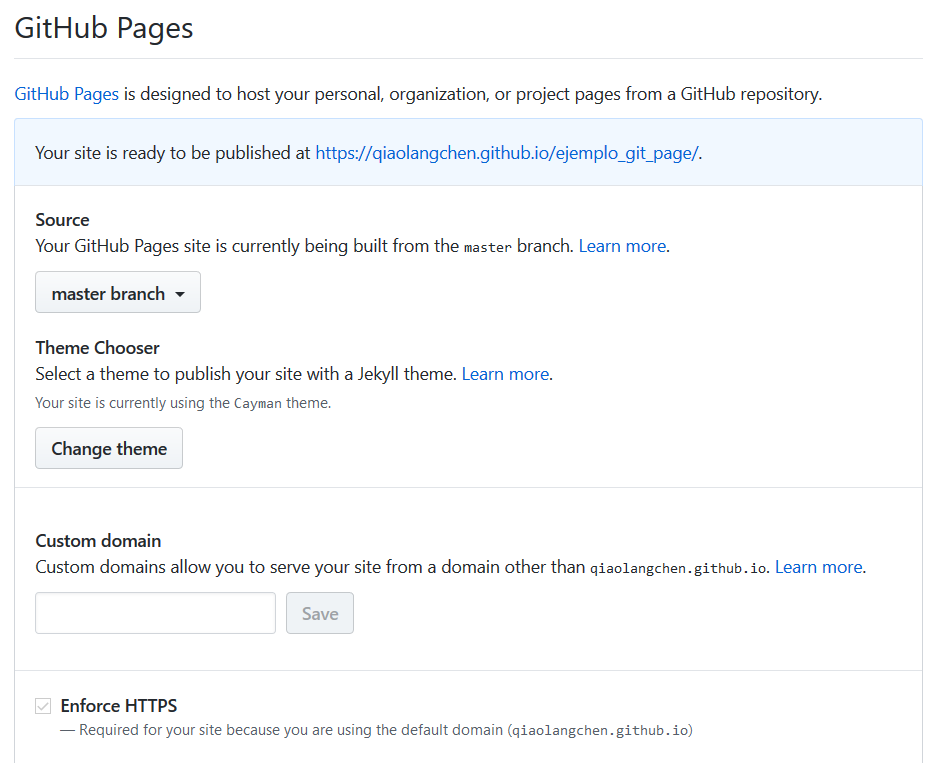 GitHub Pages
GitHub Pages is designed to host your personal, organization, or project pages from a GitHub repository.
Your site is ready to be published at https://qiaolangchen.github.io/ejemplo_git_page/.
Source
Your GitHub Pages site is currently being built from the master branch. Learn more.
master branch
Theme Chooser
Select a theme to publish your site with a Jekyll theme. Learn more.
Your site is currently using the Cayman theme.
Change theme
Custom domain
Custom domains allow you to serve your site from a domain other than qiaolangchen.github.io. Learn more.
Save
Enforce HTTPS
— Required for your site because you are using the default domain (qiaolangchen.github.io)